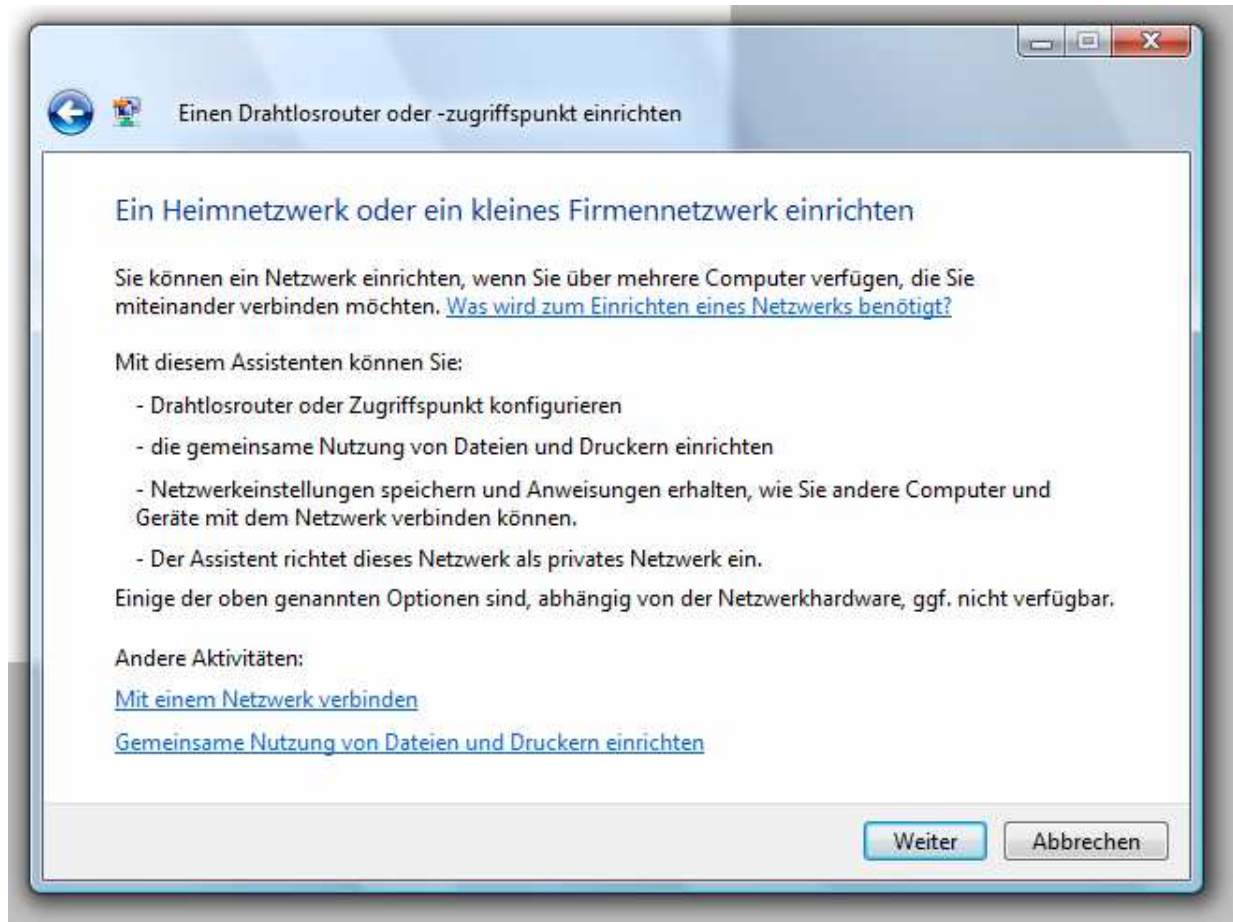 Einen Drahtlosrouter oder -zugriffspunkt einrichten
Ein Heimnetzwerk oder ein kleines Firmennetzwerk einrichten
Sie können ein Netzwerk einrichten, wenn Sie über mehrere Computer verfügen, die Sie
miteinander verbinden möchten. Was wird zum Einrichten eines Netzwerks benötigt?
Mit diesem Assistenten können Sie:
- Drahtlosrouter oder Zugriffspunkt konfigurieren
- die gemeinsame Nutzung von Dateien und Druckern einrichten
- Netzwerkeinstellungen speichern und Anweisungen erhalten, wie Sie andere Computer und
Geräte mit dem Netzwerk verbinden können.
- Der Assistent richtet dieses Netzwerk als privates Netzwerk ein.
Einige der oben genannten Optionen sind, abhängig von der Netzwerkhardware, ggf. nicht verfügbar.
Andere Aktivitäten:
Mit einem Netzwerk verbinden
Gemeinsame Nutzung von Dateien und Druckern einrichten
Weiter Abbrechen